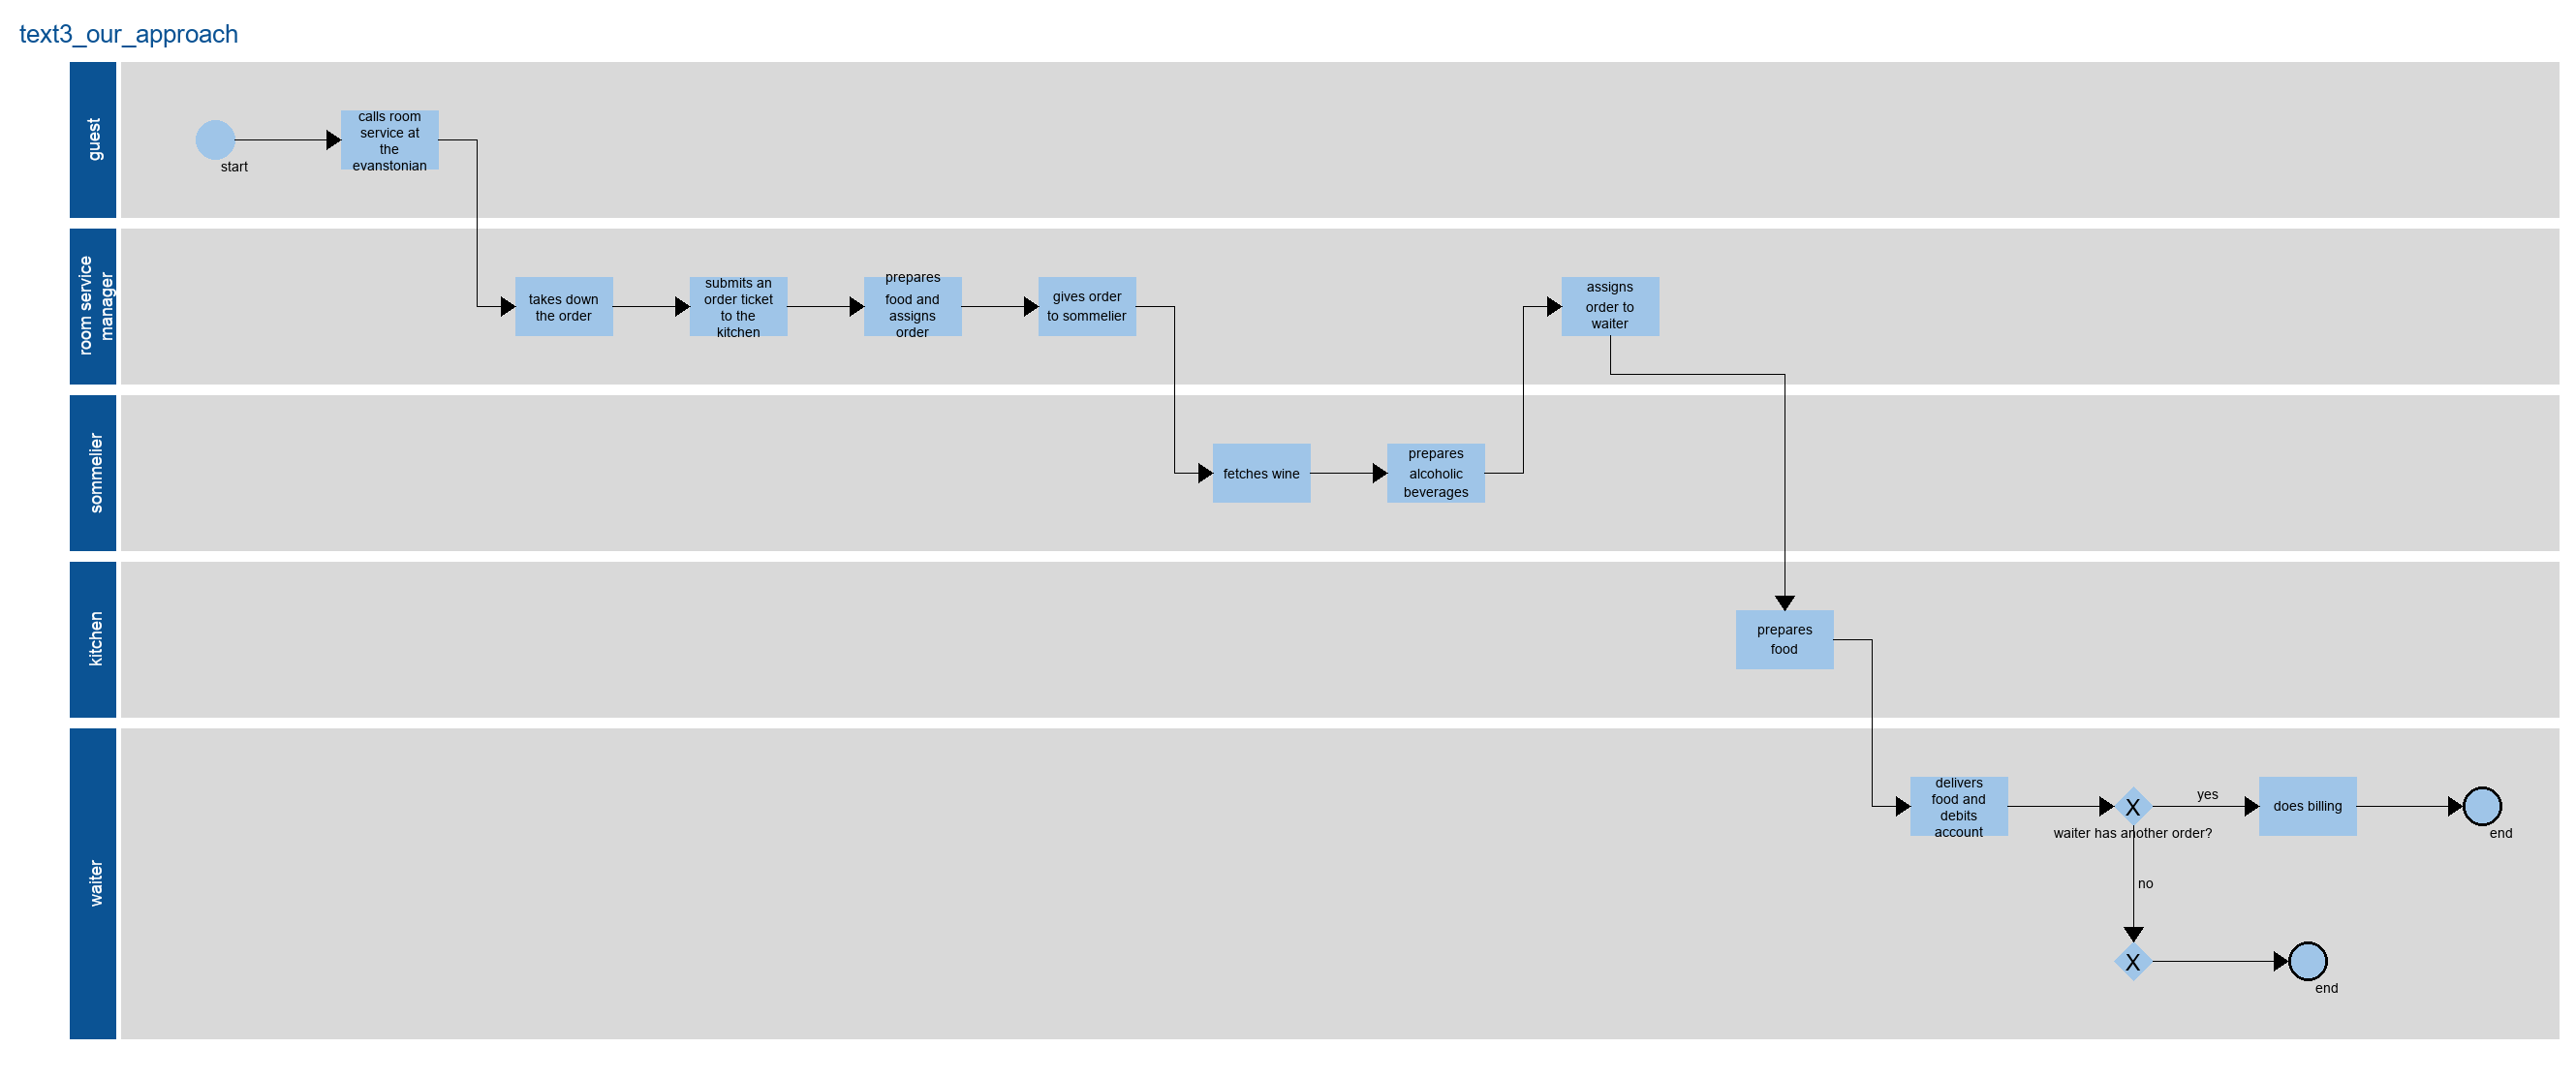 text3_our_approach
guest
start
calls room
service at
the
evanstonian
room service
manager
takes down
the order
submits an
order ticket
to the
kitchen
prepares
food and
assigns
order
gives order
to sommelier
assigns
order to
waiter
sommelier
fetches wine
prepares
alcoholic
beverages
kitchen
prepares
food
waiter
delivers
food and
debits
account
X
waiter has another order?
yes
does billing
end
no
X
end